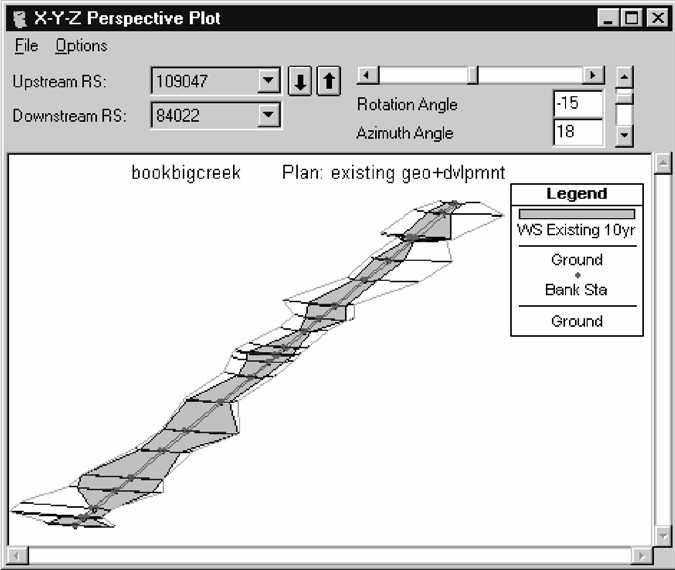 X-Y-Z Perspective Plot
File Options
Upstream RS: 109047
Downstream RS: 84022
Rotation Angle -15
Azimuth Angle 18
bookbigcreek Plan: existing geo+dvlpmnt
Legend
WS Existing 10yr
Ground
Bank Sta
Ground